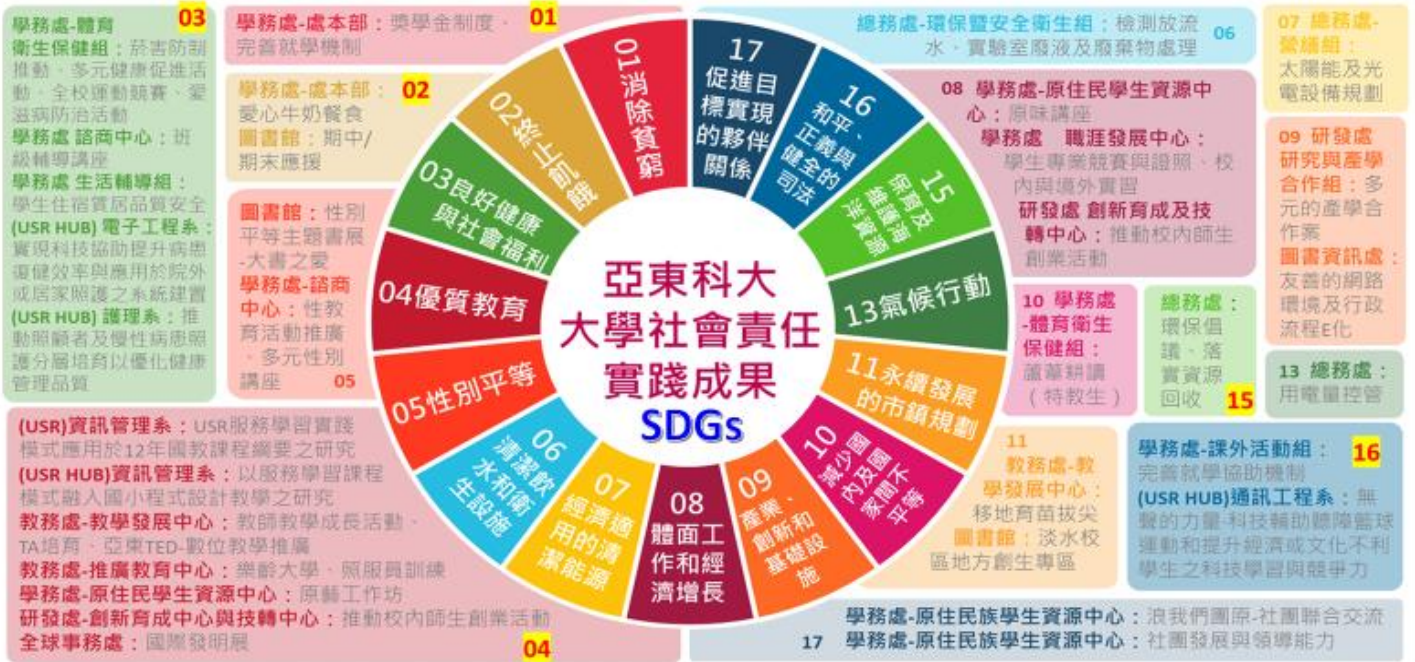 學務處-體育 03
衛生保健組：菸害防制
推動、多元健康促進活
動、全校運動競賽、愛
滋病防治活動
學務處 諮商中心：班
級輔導講座
學務處 生活輔導組：
學生住宿賃居品質安全
(USR HUB) 電子工程系：
實現科技協助提升病患
復健效率與應用於院外
或居家照護之系統建置
(USR HUB) 護理系：推
動照顧者及慢性病患照
護分層培育以優化健康
管理品質
學務處-處本部：獎學金制度、 01
完善就學機制
學務處-處本部： 02
愛心牛奶餐食
圖書館：期中/
期末應援
圖書館：性別
平等主題書展
-大書之愛
學務處-諮商
中心：性教
育活動推廣
、多元性別
講座 05
(USR)資訊管理系：USR服務學習實踐
模式應用於12年國教課程綱要之研究
(USR HUB)資訊管理系：以服務學習課程
模式融入國小程式設計教學之研究
教務處-教學發展中心：教師教學成長活動、
TA培育、亞東TED-數位教學推廣
教務處-推廣教育中心：樂齡大學、照服員訓練
學務處-原住民學生資源中心：原藝工作坊
研發處-創新育成中心與技轉中心：推動校內師生創業活動
全球事務處：國際發明展 04
01消除貧窮
02終止飢餓
03良好健康
與社會福利
04優質教育
05性別平等
06
清潔飲
水和衛
生設施
07
經濟適
用的清
潔能源
08
體面工
作和經
濟增長
09
產業、
創新和
基礎設
施
10
減少國
內及國
家間不
平等
11永續發展
的市鎮規劃
13氣候行動
15
保育及
維護海
洋資源
16
和平、
正義與
健全的
司法
17
促進目
標實現
的夥伴
關係
亞東科大
大學社會責任
實踐成果
SDGs
總務處-環保暨安全衛生組：檢測放流
水、實驗室廢液及廢棄物處理 06
07 總務處-
營繕組：
太陽能及光
電設備規劃
08 學務處-原住民學生資源中
心：原味講座
學務處 職涯發展中心：
學生專業競賽與證照、校
內與境外實習
研發處 創新育成及技
轉中心：推動校內師生
創業活動
09 研發處
研究與產學
合作組：多
元的產學合
作案
圖書資訊處：
友善的網路
環境及行政
流程E化
10 學務處
-體育衛生
保健組：
蘆葦耕讀
（特教生）
總務處：
環保倡
議、落
實資源
回收 15
13 總務處：
用電量控管
11
教務處-教
學發展中心：
移地育苗拔尖
圖書館：淡水校
區地方創生專區
學務處-課外活動組： 16
完善就學協助機制
(USR HUB)通訊工程系：無
聲的力量-科技輔助聽障籃球
運動和提升經濟或文化不利
學生之科技學習與競爭力
學務處-原住民族學生資源中心：浪我們團原-社團聯合交流
17 學務處-原住民族學生資源中心：社團發展與領導能力